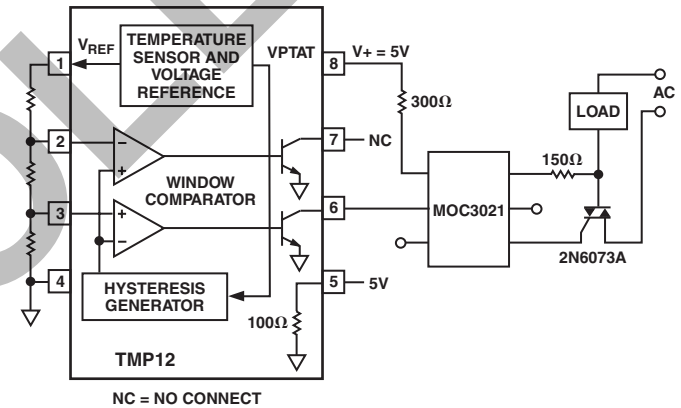 V+ = 5V
VREF
TEMPERATURE
SENSOR AND
VOLTAGE
REFERENCE
VPTAT
1
8
300Ω
AC
LOAD
2
7
NC
150Ω
WINDOW
COMPARATOR
3
6
MOC3021
2N6073A
4
HYSTERESIS
GENERATOR
5
5V
100Ω
TMP12
NC = NO CONNECT